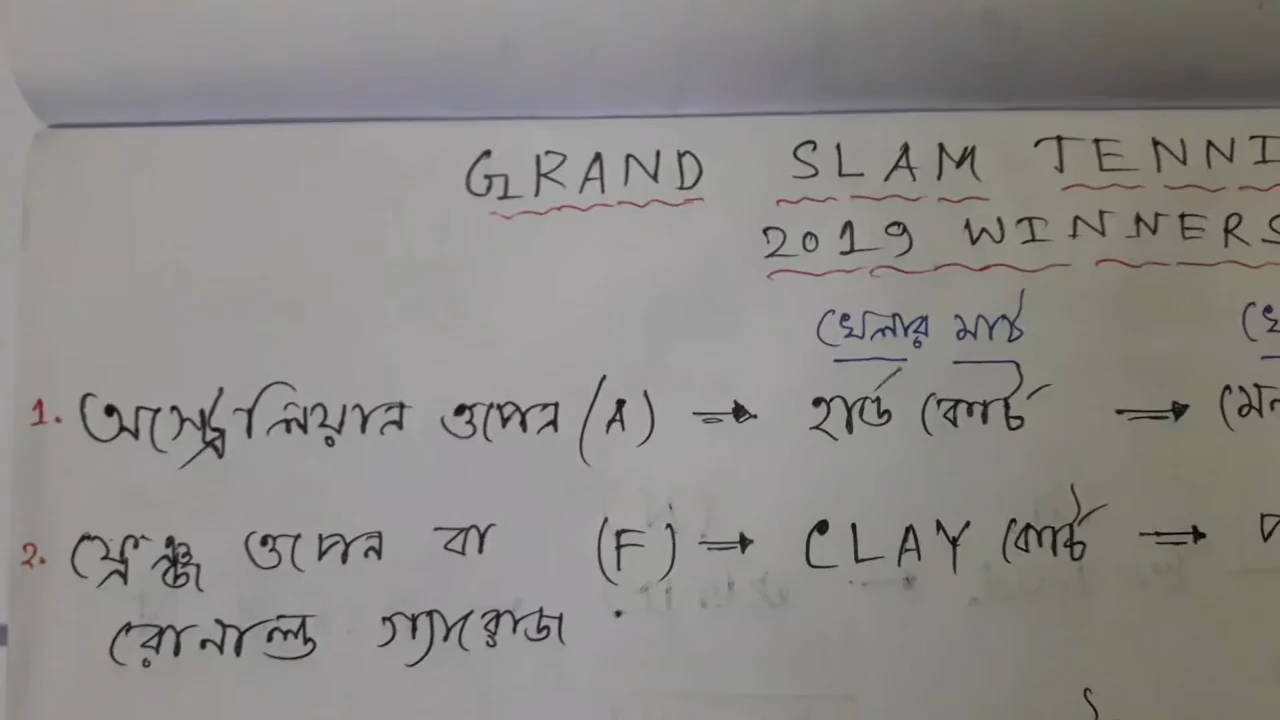 GRAND SLAM TENNI
2019 WINNERS
খেলার মাঠ খে
1. অস্ট্রেলিয়ান ওপেন (A) → হার্ড কোর্ট → মেল
2. ফ্রেঞ্জ ওপেন বা (F) → CLAY কোর্ট →
রোনাল্ড গ্যারোজ